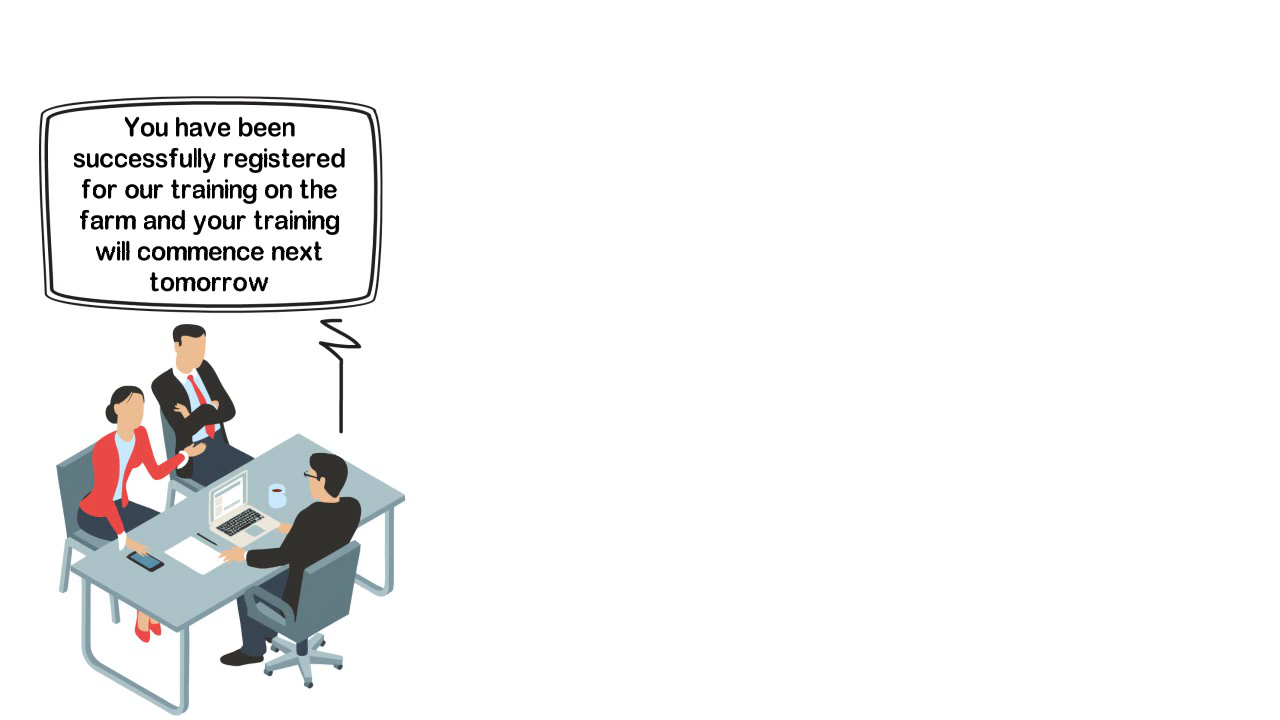 You have been
successfully registered
for our training on the
farm and your training
will commence next
tomorrow